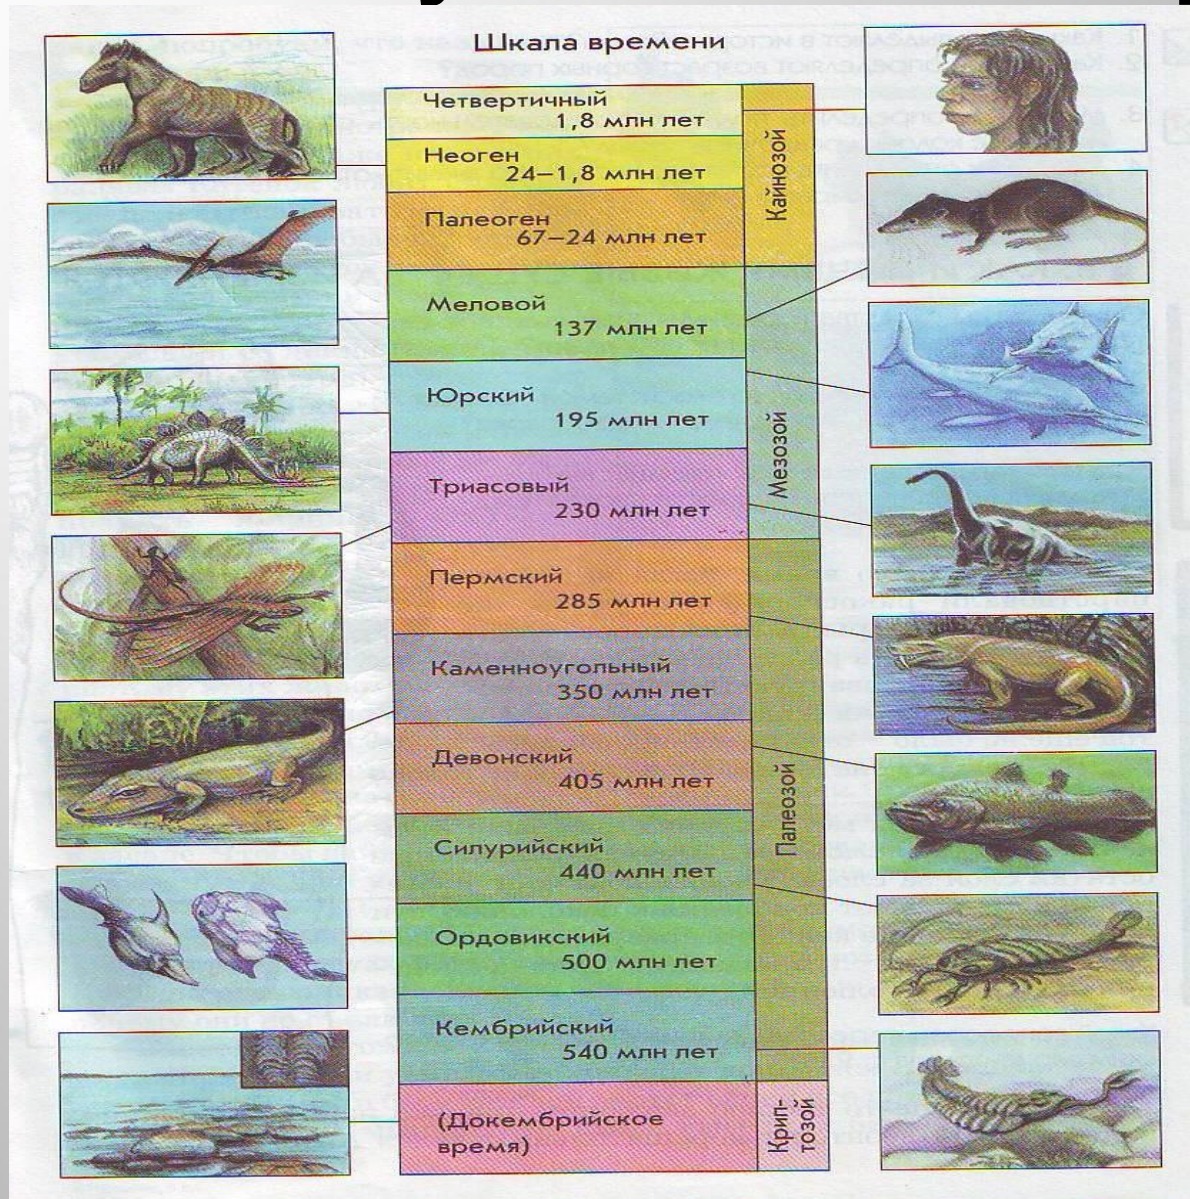 Шкала времени
Четвертичный
1,8 млн лет
Неоген
24–1,8 млн лет
Палеоген
67–24 млн лет
Кайнозой
Меловой
137 млн лет
Юрский
195 млн лет
Триасовый
230 млн лет
Мезозой
Пермский
285 млн лет
Каменноугольный
350 млн лет
Девонский
405 млн лет
Силурийский
440 млн лет
Ордовикский
500 млн лет
Кембрийский
540 млн лет
Палеозой
(Докембрийское
время)
Крип-
тозой